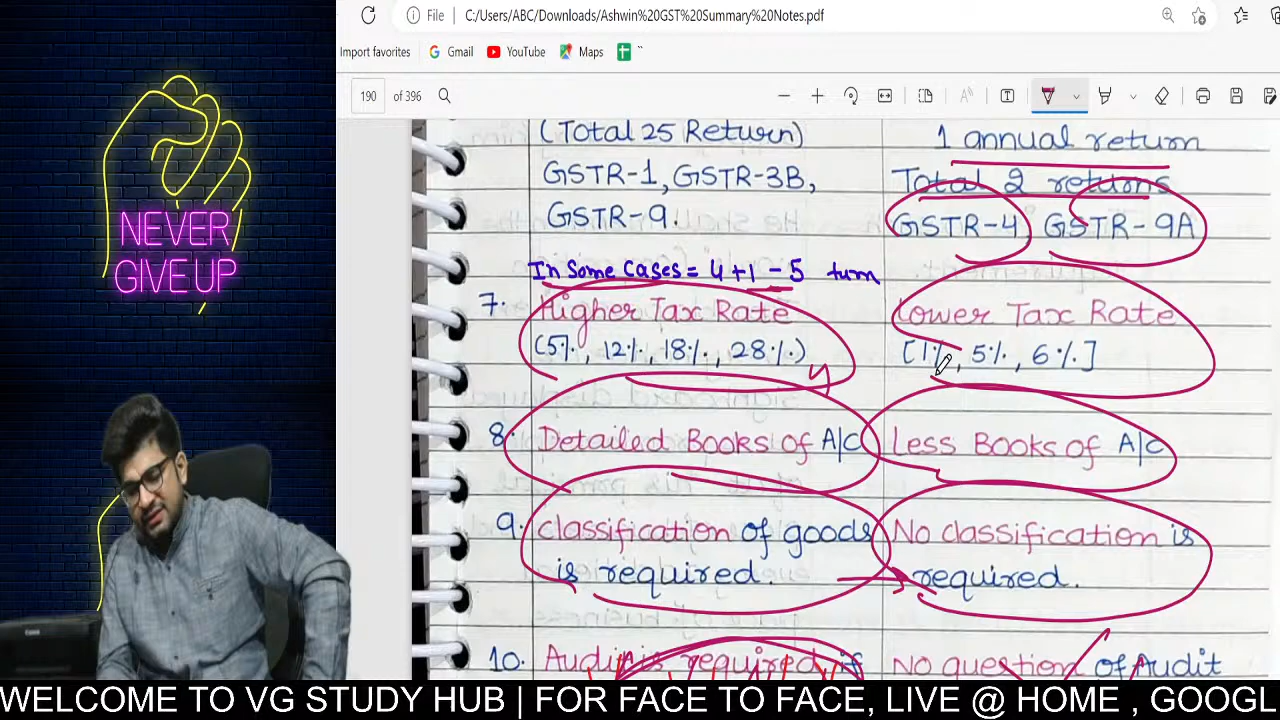 File C:/Users/ABC/Downloads/Ashwin%20GST%20Summary%20Notes.pdf
Import favorites Gmail YouTube Maps
190 of 396
(Total 25 Return) 1 annual return
GSTR-1, GSTR-3B, Total 2 returns
GSTR-9. GSTR-4 GSTR-9A
In Some Cases = 4+1-5 turn
7. Higher Tax Rate Lower Tax Rate
(5%, 12%, 18%, 28%.) [1%, 5%, 6%.]
8. Detailed Books of A/C Less Books of A/C
9. Classification of goods No classification is
is required. required.
10. Audit is required if No question of Audit
NEVER
GIVE UP
WELCOME TO VG STUDY HUB | FOR FACE TO FACE, LIVE @ HOME , GOOGL